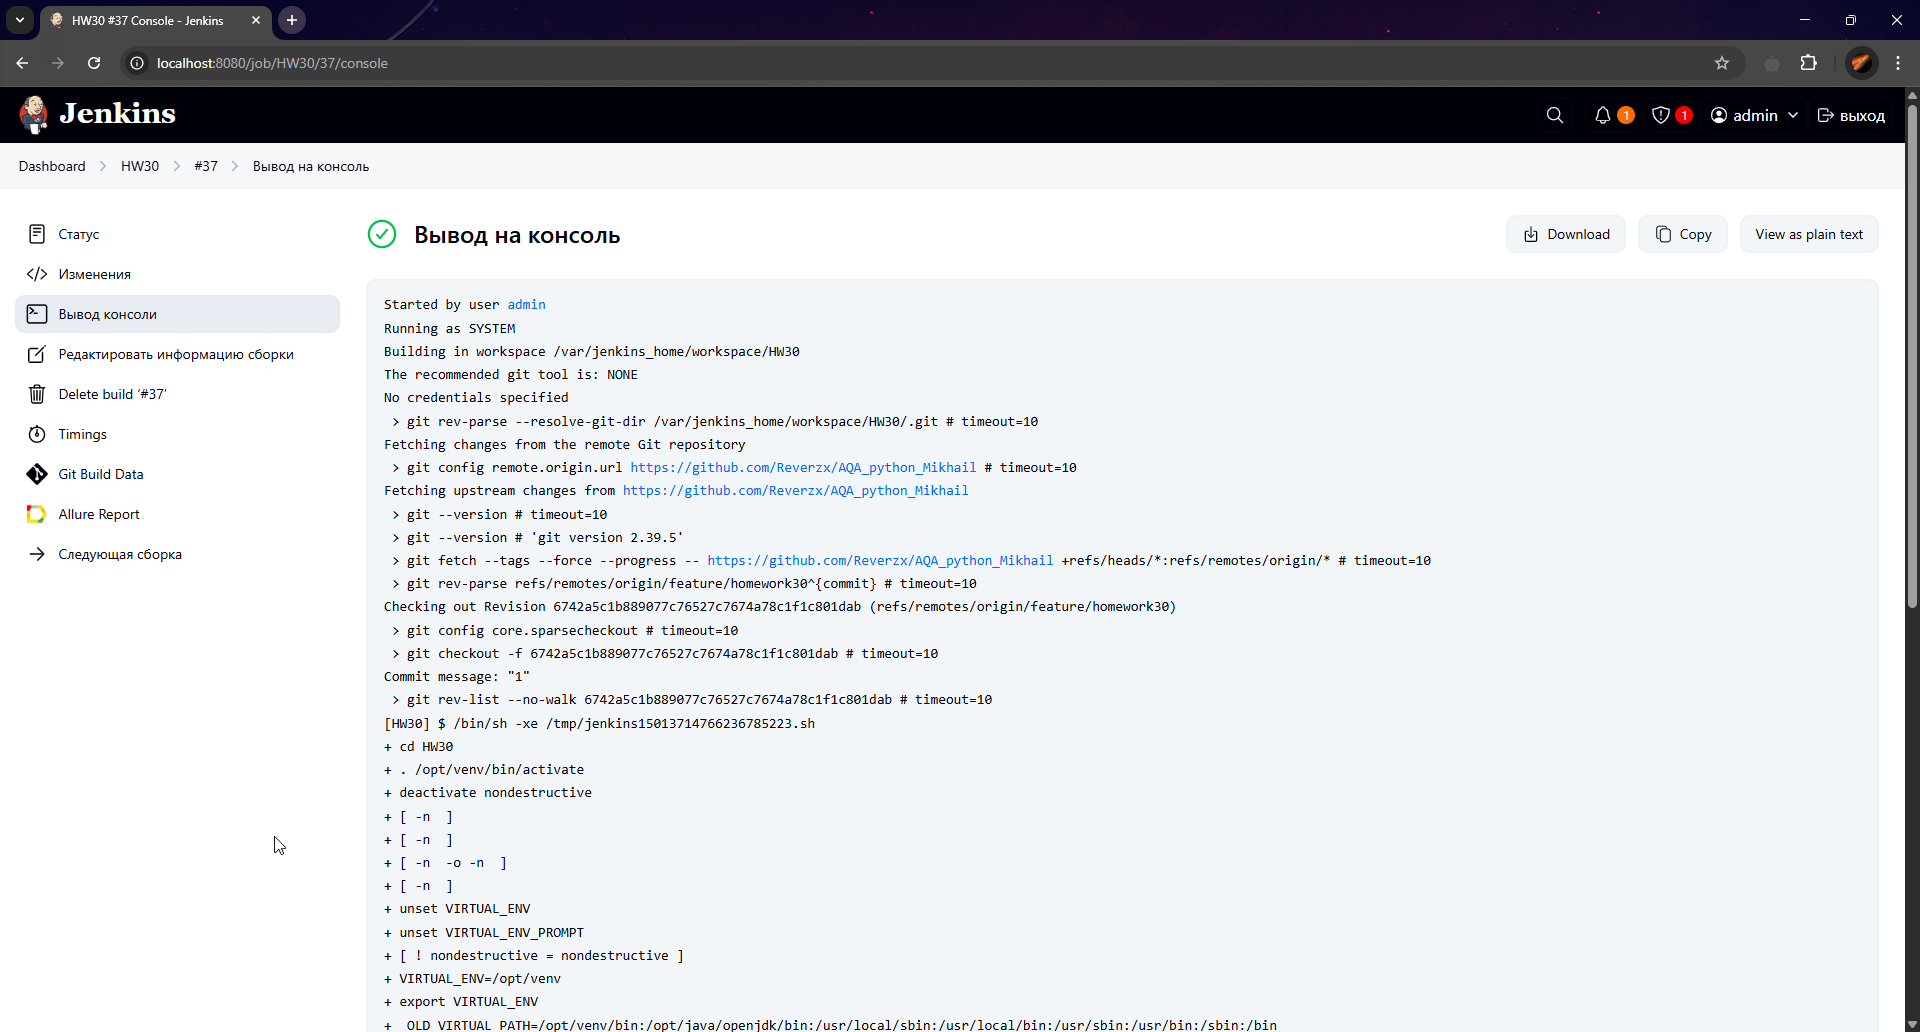 HW30 #37 Console - Jenkins
localhost:8080/job/HW30/37/console
Jenkins
1
1
admin
выход
Dashboard
HW30
#37
Вывод на консоль
Статус
Изменения
Вывод консоли
Редактировать информацию сборки
Delete build ‘#37’
Timings
Git Build Data
Allure Report
Следующая сборка
Вывод на консоль
Download
Copy
View as plain text
Started by user admin
Running as SYSTEM
Building in workspace /var/jenkins_home/workspace/HW30
The recommended git tool is: NONE
No credentials specified
> git rev-parse --resolve-git-dir /var/jenkins_home/workspace/HW30/.git # timeout=10
Fetching changes from the remote Git repository
> git config remote.origin.url https://github.com/Reverzx/AQA_python_Mikhail # timeout=10
Fetching upstream changes from https://github.com/Reverzx/AQA_python_Mikhail
> git --version # timeout=10
> git --version # 'git version 2.39.5'
> git fetch --tags --force --progress -- https://github.com/Reverzx/AQA_python_Mikhail +refs/heads/*:refs/remotes/origin/* # timeout=10
> git rev-parse refs/remotes/origin/feature/homework30^{commit} # timeout=10
Checking out Revision 6742a5c1b889077c76527c7674a78c1f1c801dab (refs/remotes/origin/feature/homework30)
> git config core.sparsecheckout # timeout=10
> git checkout -f 6742a5c1b889077c76527c7674a78c1f1c801dab # timeout=10
Commit message: "1"
> git rev-list --no-walk 6742a5c1b889077c76527c7674a78c1f1c801dab # timeout=10
[HW30] $ /bin/sh -xe /tmp/jenkins15013714766236785223.sh
+ cd HW30
+ . /opt/venv/bin/activate
+ deactivate nondestructive
+ [ -n  ]
+ [ -n  ]
+ [ -n  -o -n  ]
+ [ -n  ]
+ unset VIRTUAL_ENV
+ unset VIRTUAL_ENV_PROMPT
+ [ ! nondestructive = nondestructive ]
+ VIRTUAL_ENV=/opt/venv
+ export VIRTUAL_ENV
+ _OLD_VIRTUAL_PATH=/opt/venv/bin:/opt/java/openjdk/bin:/usr/local/sbin:/usr/local/bin:/usr/sbin:/usr/bin:/sbin:/bin